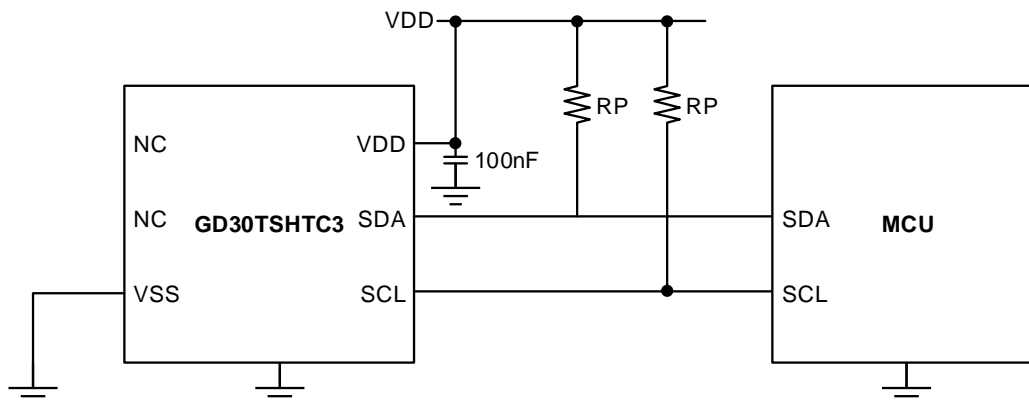 VDD
RP RP
NC VDD
100nF
NC GD30TSHTC3 SDA SDA MCU
VSS SCL SCL